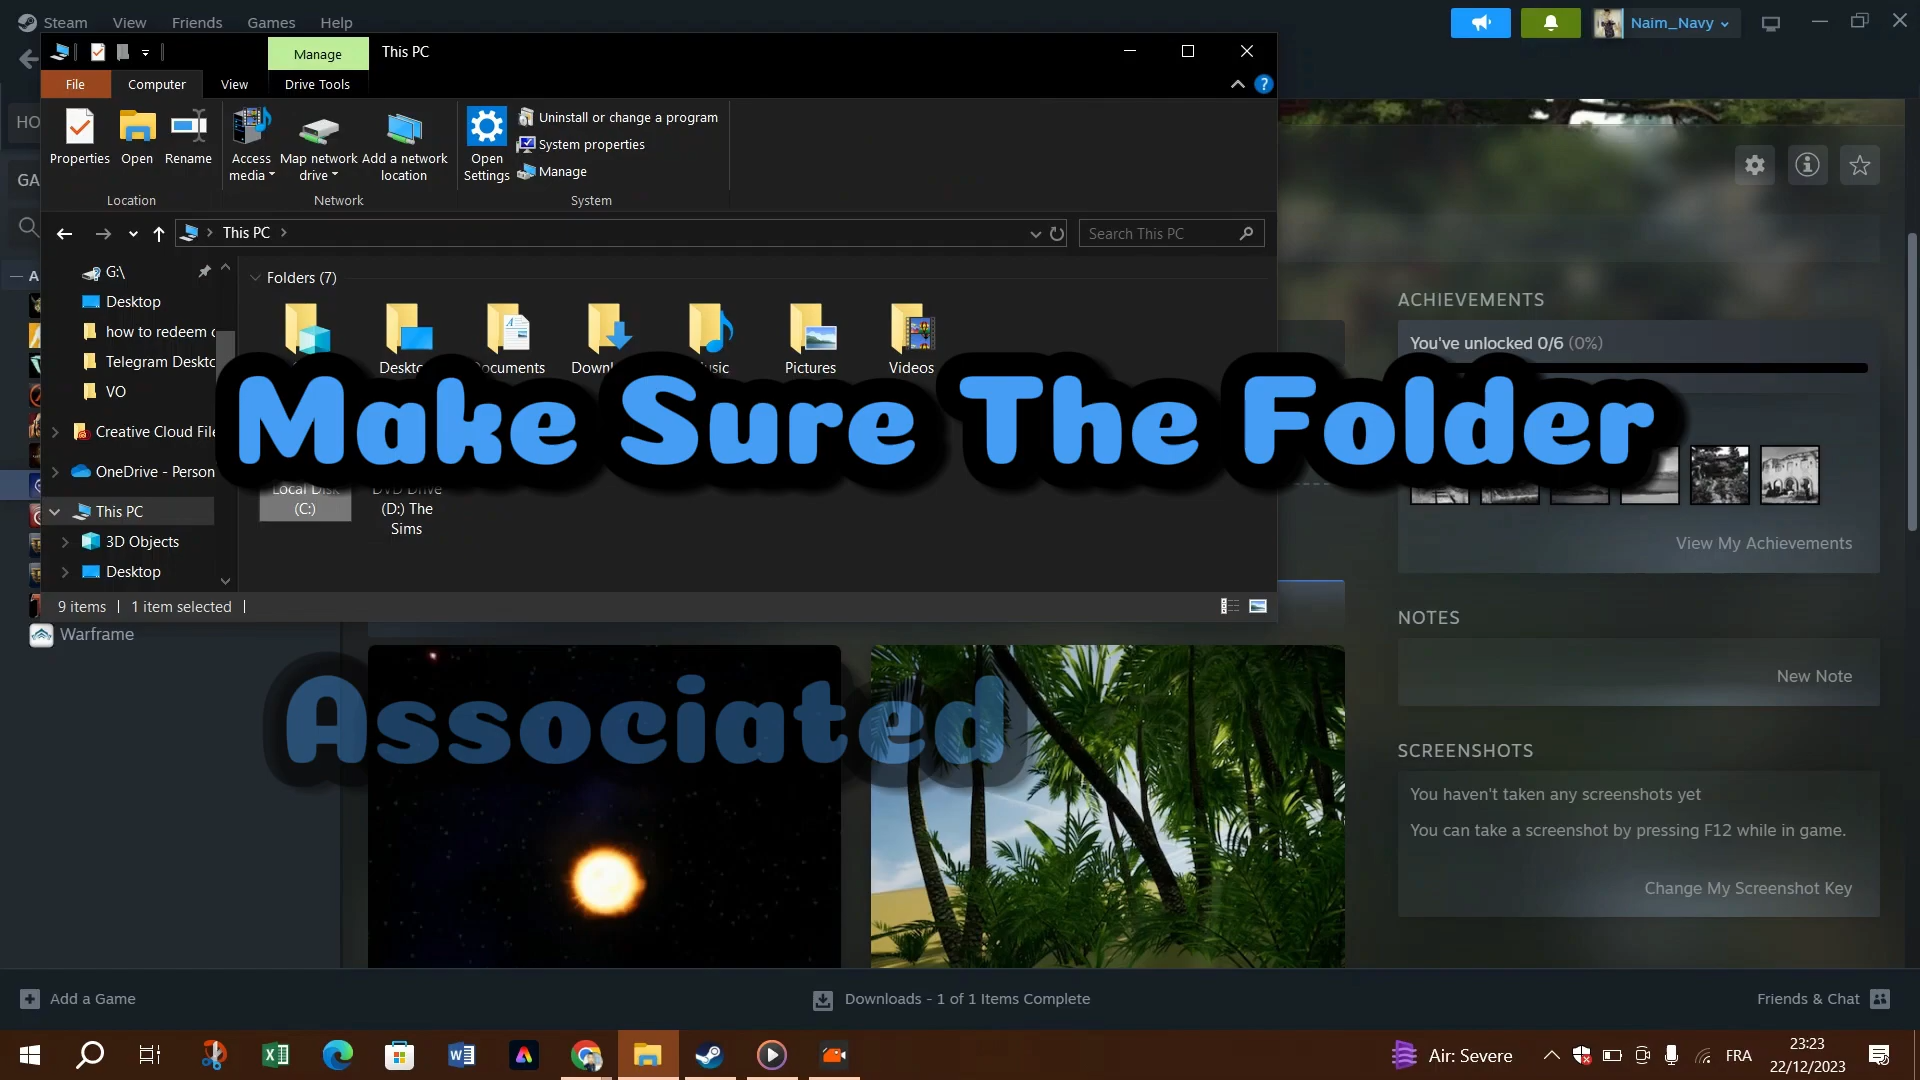 Steam View Friends Games Help
Naim_Navy
Manage This PC
File Computer View Drive Tools
Properties Open Rename
Access media
Map network drive
Add a network location
Open Settings
Uninstall or change a program
System properties
Manage
Location Network System
This PC
Search This PC
HO
GA
A
G:\
Desktop
how to redeem
Telegram Deskto
VO
Creative Cloud File
OneDrive - Person
This PC
3D Objects
Desktop
Folders (7)
Pictures Videos
Make Sure The Folder
Associated
Local Disk (C:)
DVD Drive (D:) The Sims
9 items 1 item selected
Warframe
ACHIEVEMENTS
You've unlocked 0/6 (0%)
View My Achievements
NOTES
New Note
SCREENSHOTS
You haven't taken any screenshots yet
You can take a screenshot by pressing F12 while in game.
Change My Screenshot Key
Add a Game
Downloads - 1 of 1 Items Complete
Friends & Chat
Air: Severe
FRA
23:23
22/12/2023